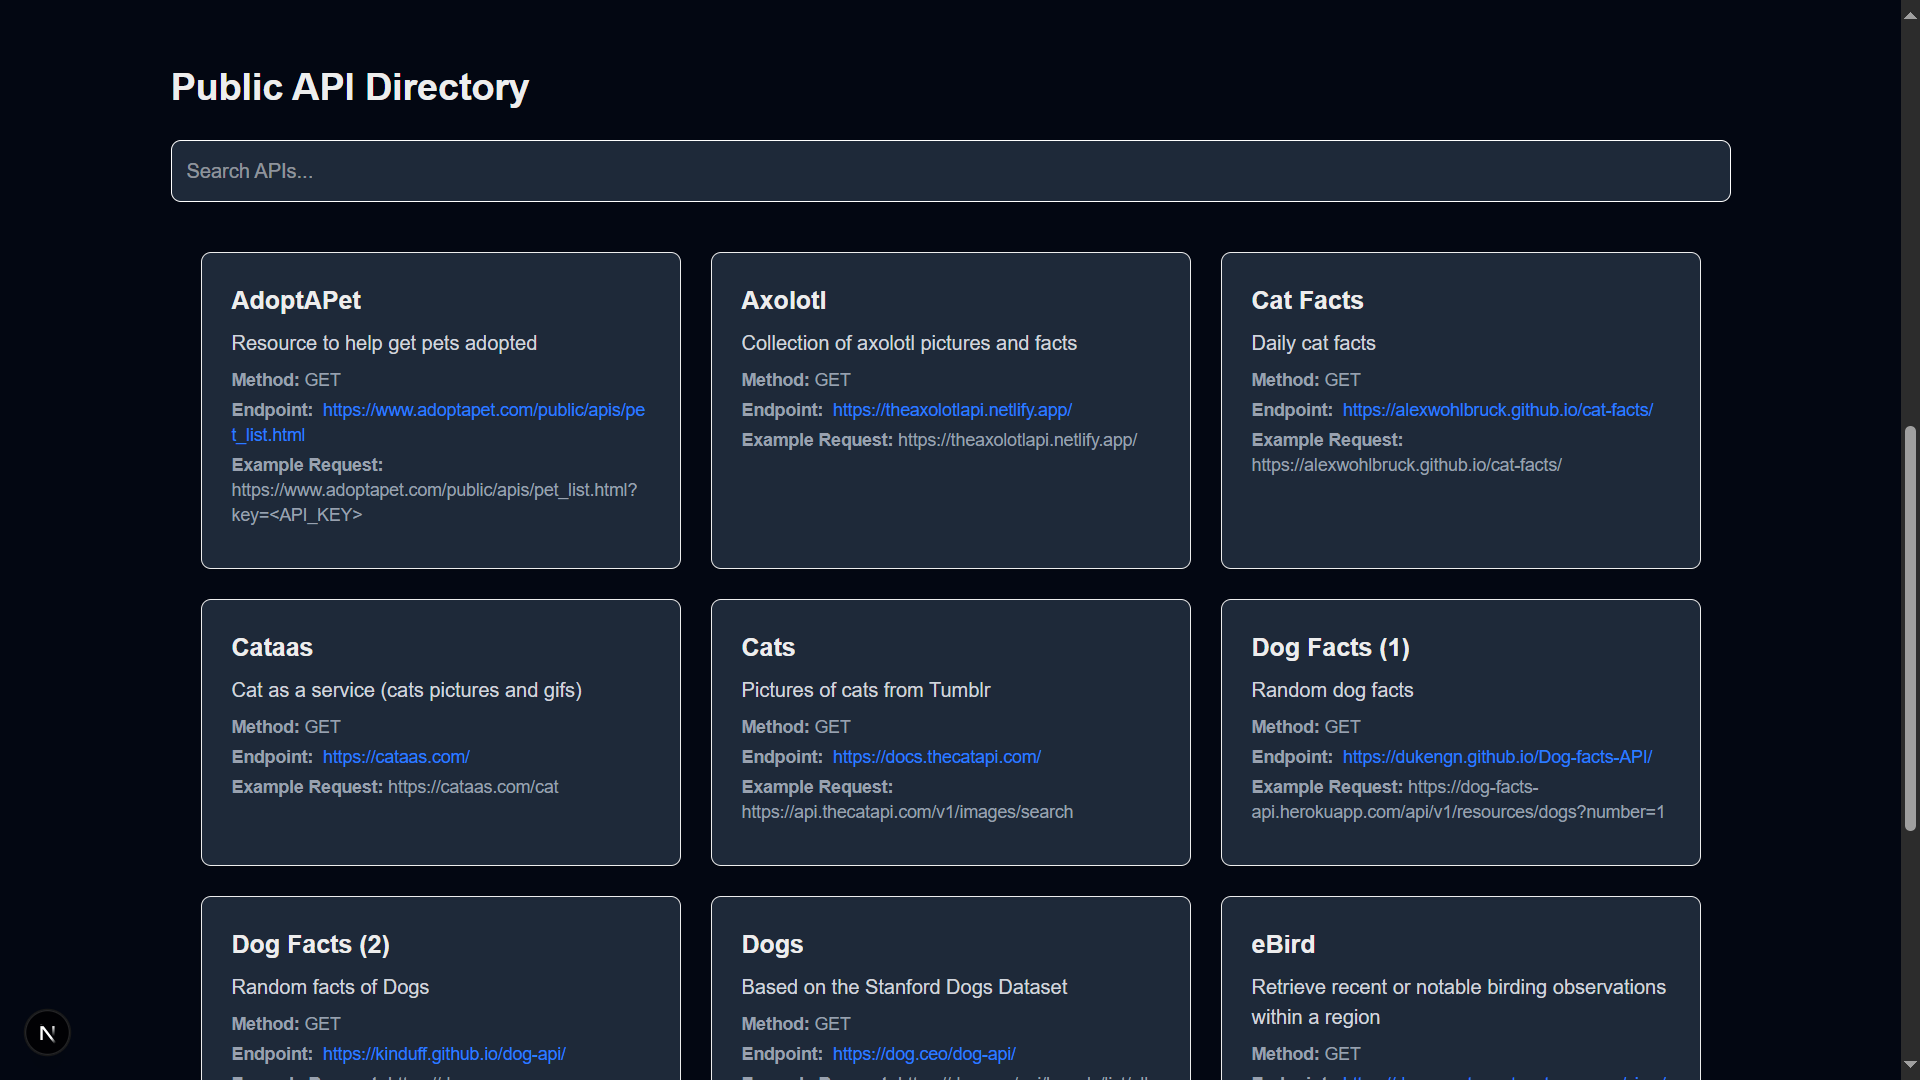 Public API Directory
Search APIs...
AdoptAPet
Resource to help get pets adopted
Method: GET
Endpoint: https://www.adoptapet.com/public/apis/pe
t_list.html
Example Request:
https://www.adoptapet.com/public/apis/pet_list.html?
key=<API_KEY>
Axolotl
Collection of axolotl pictures and facts
Method: GET
Endpoint: https://theaxolotlapi.netlify.app/
Example Request: https://theaxolotlapi.netlify.app/
Cat Facts
Daily cat facts
Method: GET
Endpoint: https://alexwohlbruck.github.io/cat-facts/
Example Request:
https://alexwohlbruck.github.io/cat-facts/
Cataas
Cat as a service (cats pictures and gifs)
Method: GET
Endpoint: https://cataas.com/
Example Request: https://cataas.com/cat
Cats
Pictures of cats from Tumblr
Method: GET
Endpoint: https://docs.thecatapi.com/
Example Request:
https://api.thecatapi.com/v1/images/search
Dog Facts (1)
Random dog facts
Method: GET
Endpoint: https://dukengn.github.io/Dog-facts-API/
Example Request: https://dog-facts-
api.herokuapp.com/api/v1/resources/dogs?number=1
Dog Facts (2)
Random facts of Dogs
Method: GET
Endpoint: https://kinduff.github.io/dog-api/
Dogs
Based on the Stanford Dogs Dataset
Method: GET
Endpoint: https://dog.ceo/dog-api/
eBird
Retrieve recent or notable birding observations
within a region
Method: GET
N